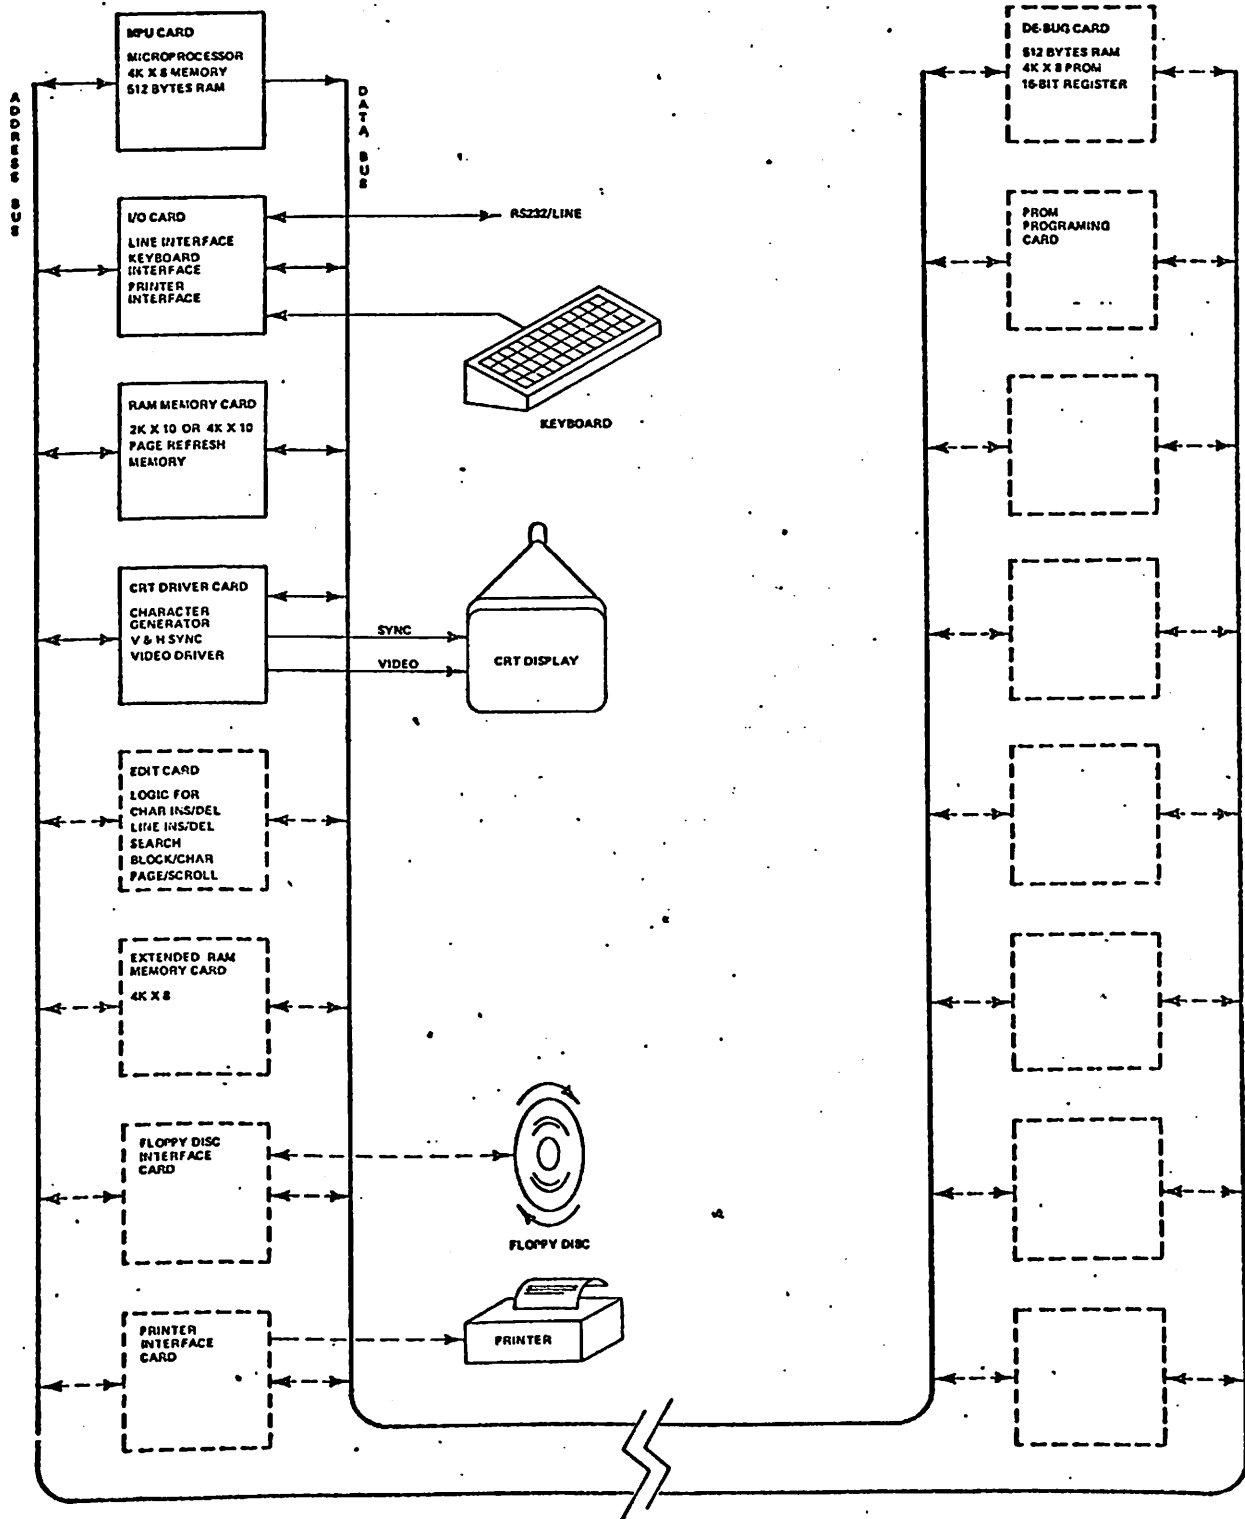 ADDRESS BUS
MPU CARD
MICROPROCESSOR
4K X 8 MEMORY
512 BYTES RAM
DATA BUS
I/O CARD
LINE INTERFACE
KEYBOARD
INTERFACE
PRINTER
INTERFACE
RS232/LINE
KEYBOARD
RAM MEMORY CARD
2K X 10 OR 4K X 10
PAGE REFRESH
MEMORY
CRT DRIVER CARD
CHARACTER
GENERATOR
V & H SYNC
VIDEO DRIVER
SYNC
VIDEO
CRT DISPLAY
EDIT CARD
LOGIC FOR
CHAR INS/DEL
LINE INS/DEL
SEARCH
BLOCK/CHAR
PAGE/SCROLL
EXTENDED RAM
MEMORY CARD
4K X 8
FLOPPY DISC
INTERFACE
CARD
FLOPPY DISC
PRINTER
INTERFACE
CARD
PRINTER
DE-BUG CARD
512 BYTES RAM
4K X 8 PROM
16-BIT REGISTER
PROM
PROGRAMING
CARD